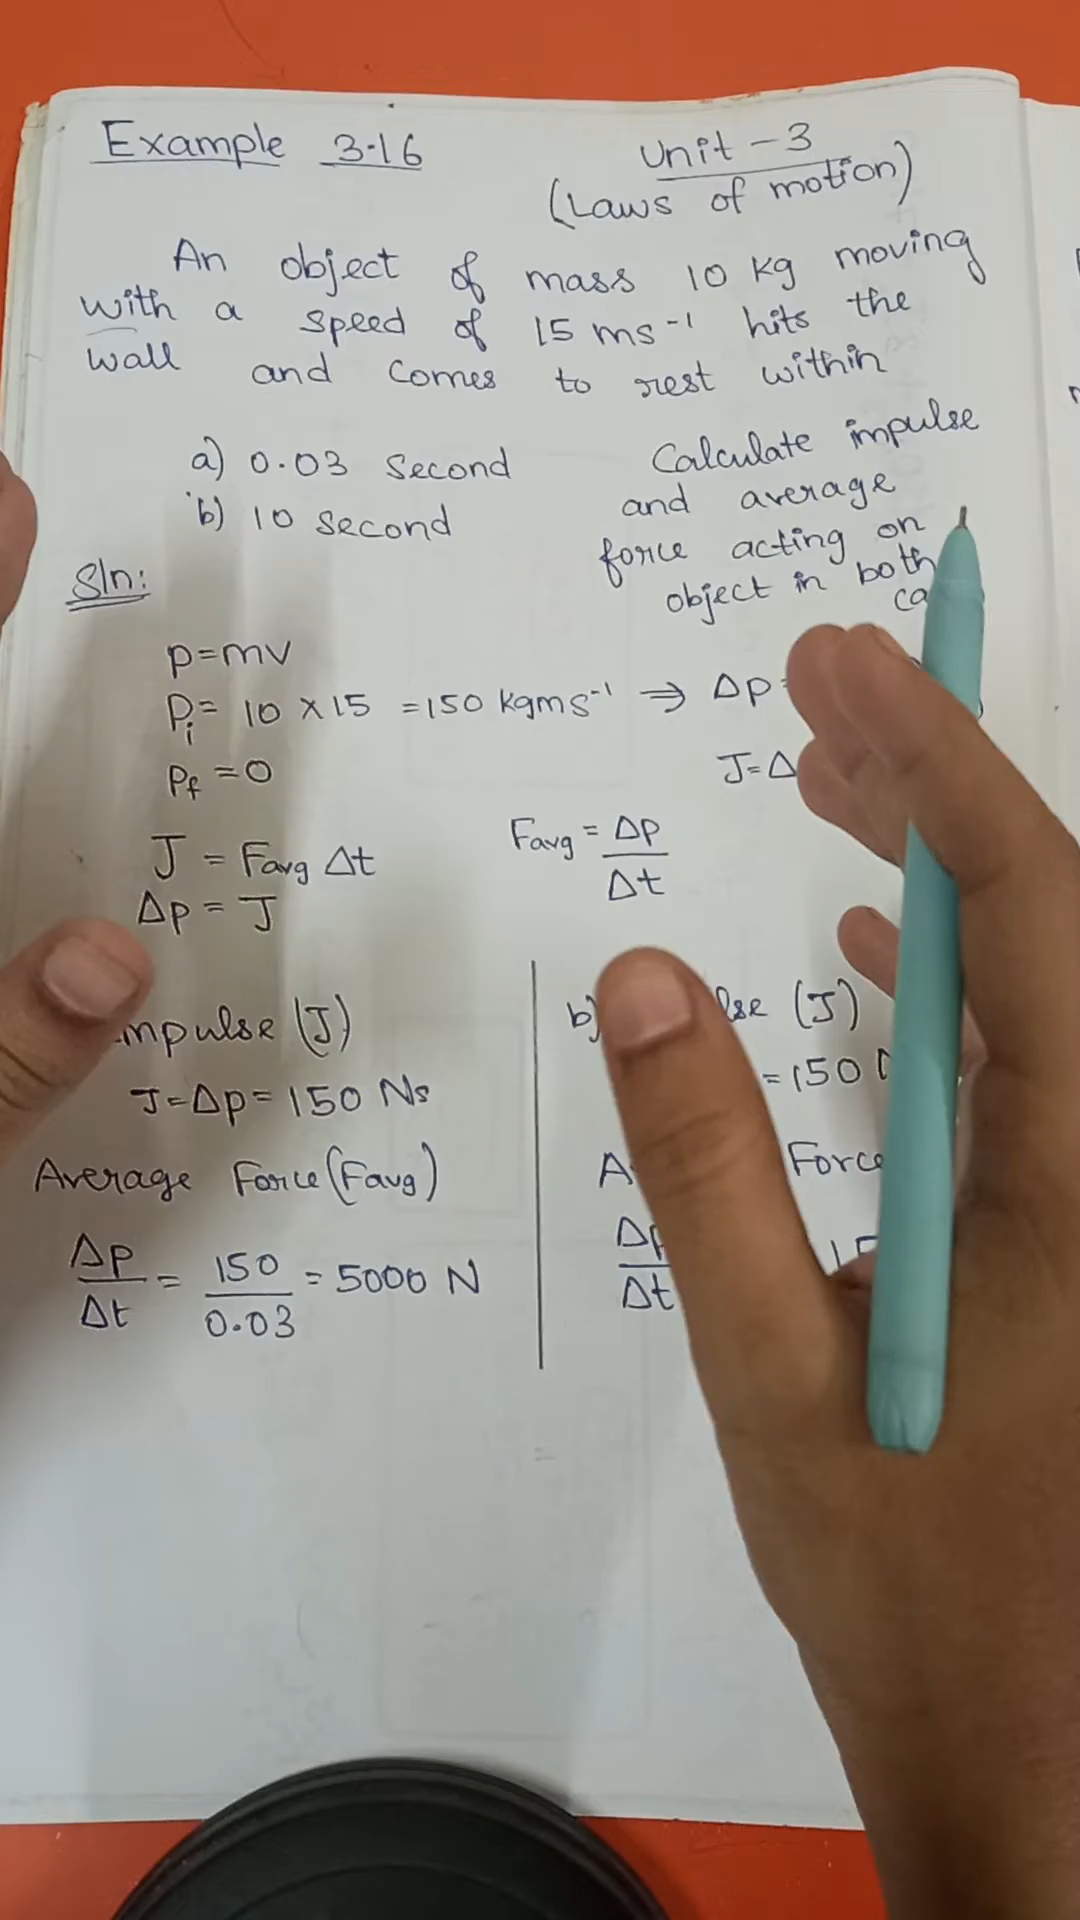 Example 3.16
Unit - 3
(Laws of motion)
An object of mass 10 kg moving
with a speed of 15 ms⁻¹ hits the
wall and comes to rest within
a) 0.03 second
b) 10 second
Calculate impulse
and average
force acting on
object in both
Sln:
p=mv
Pi = 10 × 15 = 150 kgms⁻¹ ⇒ Δp
Pf = 0
J = Δ
J = Favg Δt
Δp = J
Favg = Δp
Δt
mpulse (J)
J = Δp = 150 Ns
Average Force (Favg)
Δp/Δt = 150/0.03 = 5000 N
b) lse (J)
= 150
A Force
Δp
Δt